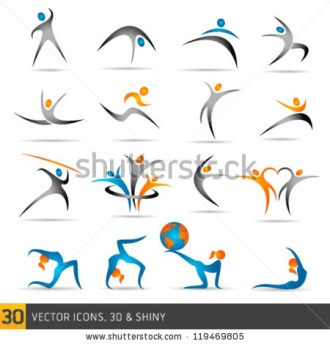 shutterstock
30 VECTOR ICONS, 3D & SHINY
www.shutterstock.com · 119469805